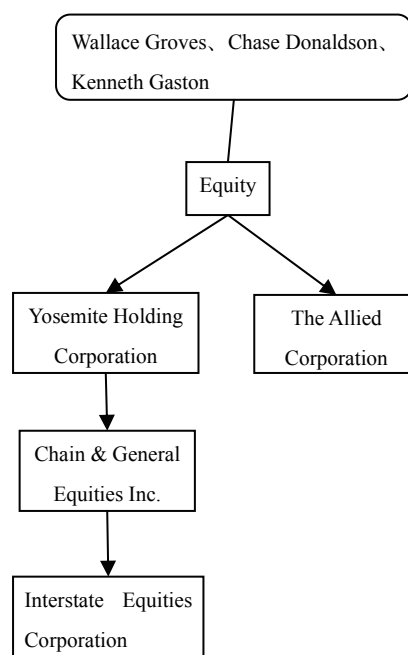 Wallace Groves、Chase Donaldson、
Kenneth Gaston
Equity
Yosemite Holding
Corporation
The Allied
Corporation
Chain & General
Equities Inc.
Interstate Equities
Corporation